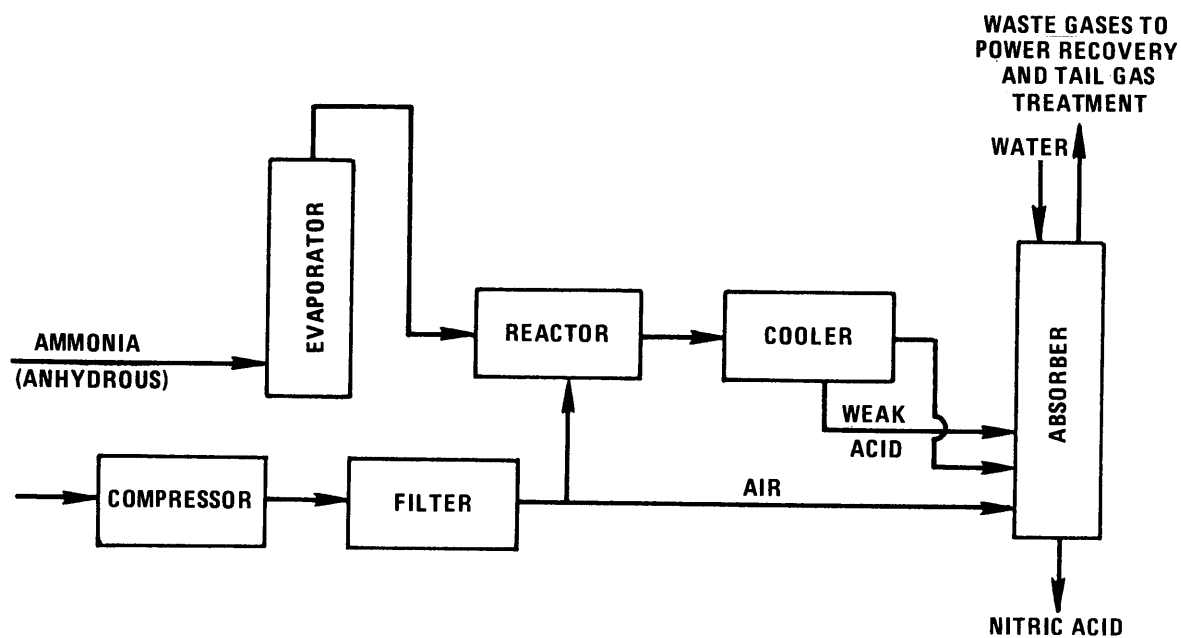 WASTE GASES TO
POWER RECOVERY
AND TAIL GAS
TREATMENT
WATER
EVAPORATOR
REACTOR
COOLER
AMMONIA
(ANHYDROUS)
ABSORBER
WEAK
ACID
COMPRESSOR
FILTER
AIR
NITRIC ACID